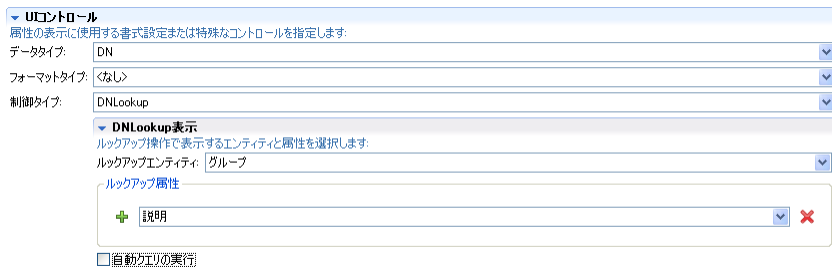 UIコントロール
属性の表示に使用する書式設定または特殊なコントロールを指定します:
データタイプ: DN
フォーマットタイプ: <なし>
制御タイプ: DNLookup
DNLookup表示
ルックアップ操作で表示するエンティティと属性を選択します:
ルックアップエンティティ: グループ
ルックアップ属性
説明
自動クエリの実行